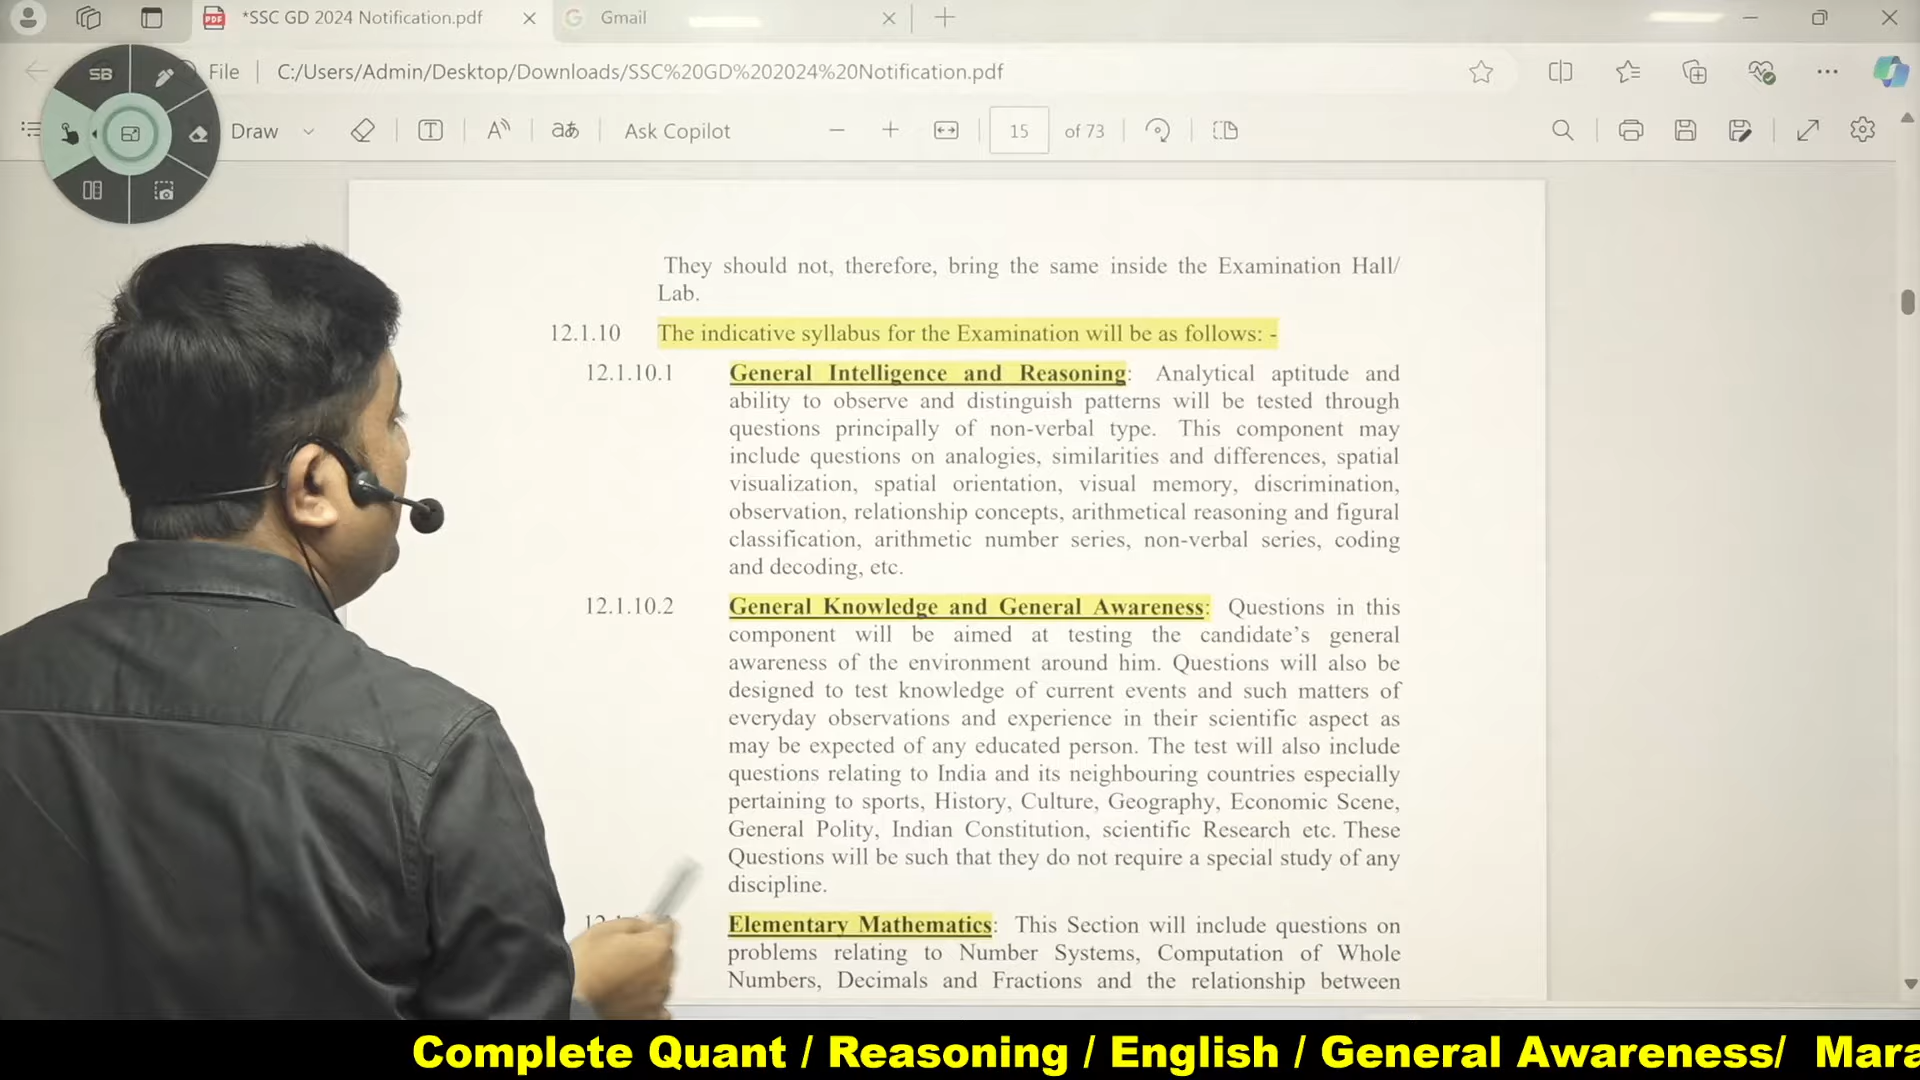 *SSC GD 2024 Notification.pdf
Gmail
SB
File
C:/Users/Admin/Desktop/Downloads/SSC%20GD%202024%20Notification.pdf
Draw
T
A
aあ
Ask Copilot
15
of 73
They should not, therefore, bring the same inside the Examination Hall/
Lab.
12.1.10 The indicative syllabus for the Examination will be as follows: -
12.1.10.1 General Intelligence and Reasoning: Analytical aptitude and
ability to observe and distinguish patterns will be tested through
questions principally of non-verbal type. This component may
include questions on analogies, similarities and differences, spatial
visualization, spatial orientation, visual memory, discrimination,
observation, relationship concepts, arithmetical reasoning and figural
classification, arithmetic number series, non-verbal series, coding
and decoding, etc.
12.1.10.2 General Knowledge and General Awareness: Questions in this
component will be aimed at testing the candidate's general
awareness of the environment around him. Questions will also be
designed to test knowledge of current events and such matters of
everyday observations and experience in their scientific aspect as
may be expected of any educated person. The test will also include
questions relating to India and its neighbouring countries especially
pertaining to sports, History, Culture, Geography, Economic Scene,
General Polity, Indian Constitution, scientific Research etc. These
Questions will be such that they do not require a special study of any
discipline.
Elementary Mathematics: This Section will include questions on
problems relating to Number Systems, Computation of Whole
Numbers, Decimals and Fractions and the relationship between
Complete Quant / Reasoning / English / General Awareness/ Mara